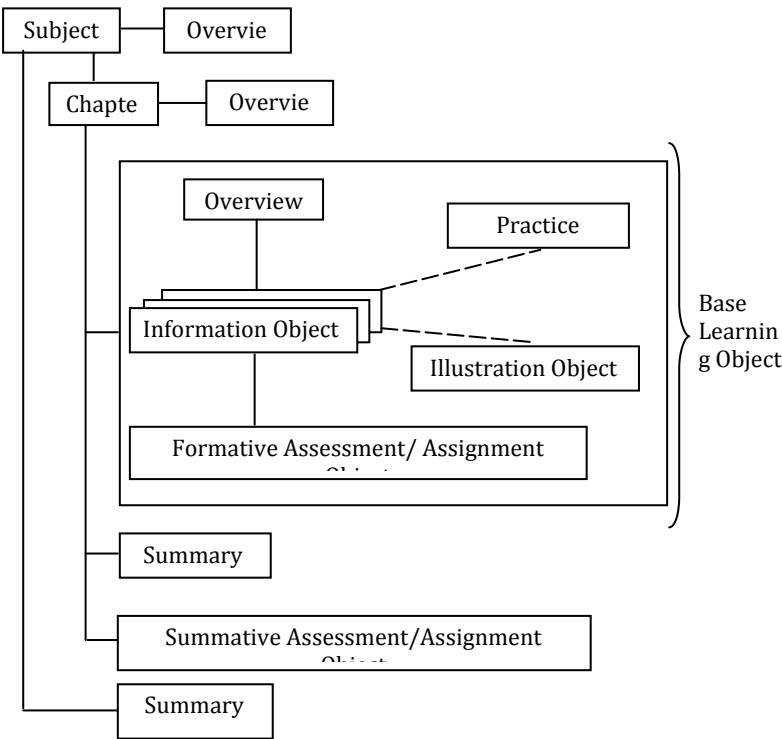 Subject
Overvie
Chapte
Overvie
Overview
Practice
Information Object
Illustration Object
Formative Assessment/ Assignment
Base
Learnin
g Object
Summary
Summative Assessment/Assignment
Summary